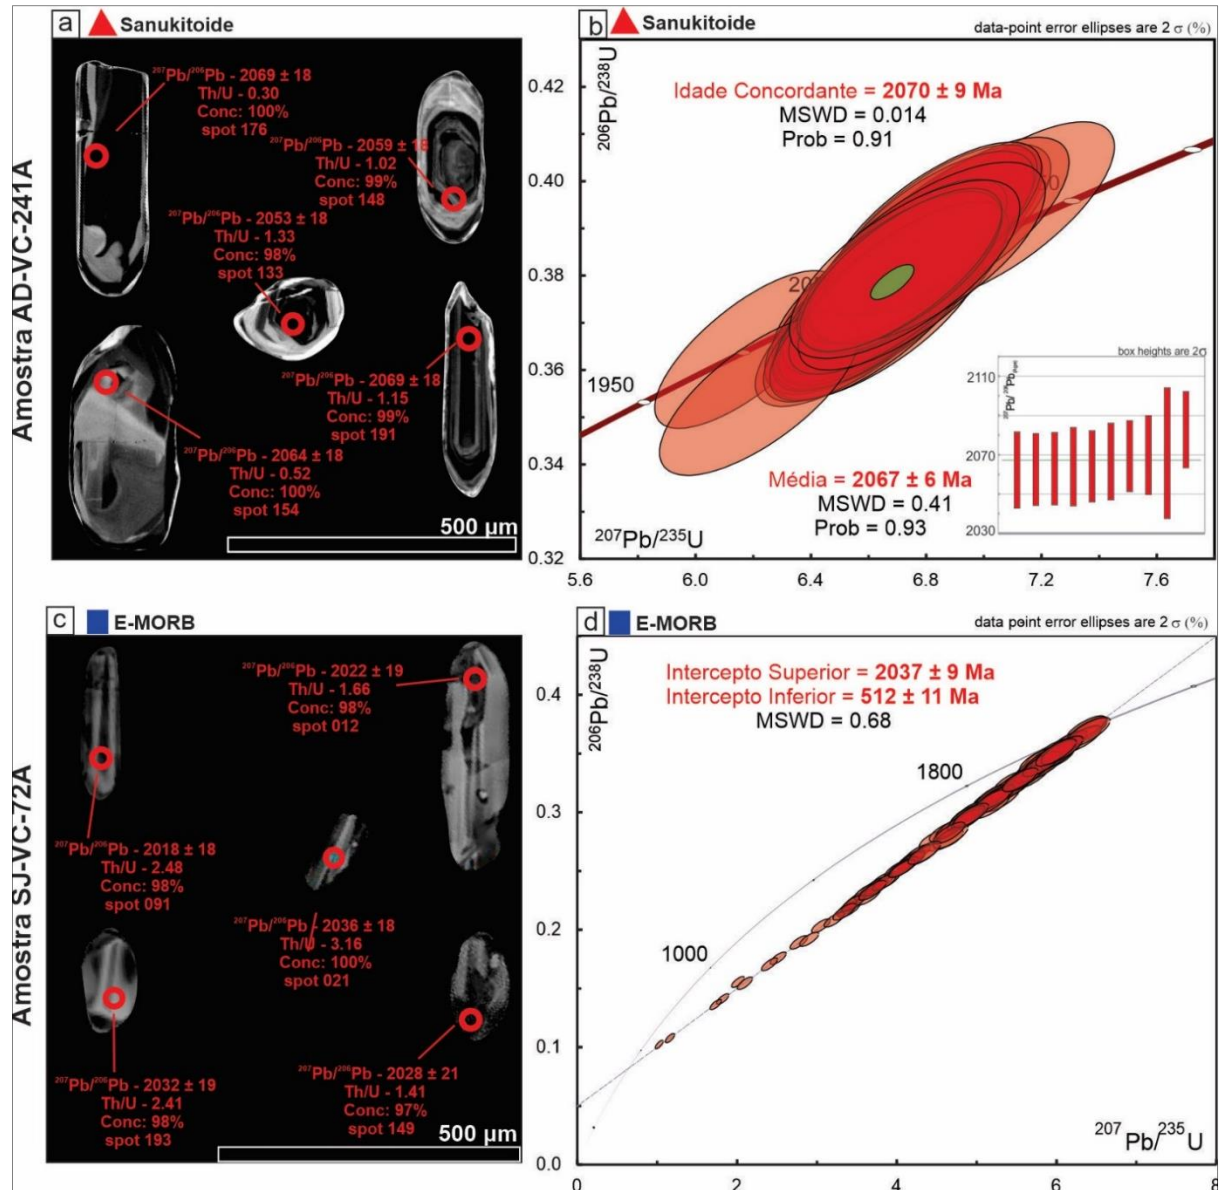 Amostra AD-VC-241A
a Sanukitoide
²⁰⁷Pb/²⁰⁶Pb - 2069 ± 18
Th/U - 0.30
Conc: 100%
spot 176
²⁰⁷Pb/²⁰⁶Pb - 2059 ± 18
Th/U - 1.02
Conc: 99%
spot 148
²⁰⁷Pb/²⁰⁶Pb - 2053 ± 18
Th/U - 1.33
Conc: 98%
spot 133
²⁰⁷Pb/²⁰⁶Pb - 2069 ± 18
Th/U - 1.15
Conc: 99%
spot 191
²⁰⁷Pb/²⁰⁶Pb - 2064 ± 18
Th/U - 0.52
Conc: 100%
spot 154
500 µm
b Sanukitoide
data-point error ellipses are 2 σ (%)
²⁰⁶Pb/²³⁸U
0.42
0.40
0.38
0.36
0.34
0.32
Idade Concordante = 2070 ± 9 Ma
MSWD = 0.014
Prob = 0.91
1950
Média = 2067 ± 6 Ma
MSWD = 0.41
Prob = 0.93
box heights are 2σ
2110
2070
2030
²⁰⁷Pb/²³⁵U
5.6 6.0 6.4 6.8 7.2 7.6
Amostra SJ-VC-72A
c E-MORB
²⁰⁷Pb/²⁰⁶Pb - 2022 ± 19
Th/U - 1.66
Conc: 98%
spot 012
²⁰⁷Pb/²⁰⁶Pb - 2018 ± 18
Th/U - 2.48
Conc: 98%
spot 091
²⁰⁷Pb/²⁰⁶Pb - 2036 ± 18
Th/U - 3.16
Conc: 100%
spot 021
²⁰⁷Pb/²⁰⁶Pb - 2032 ± 19
Th/U - 2.41
Conc: 98%
spot 193
²⁰⁷Pb/²⁰⁶Pb - 2028 ± 21
Th/U - 1.41
Conc: 97%
spot 149
500 µm
d E-MORB
data point error ellipses are 2 σ (%)
²⁰⁶Pb/²³⁸U
0.4
0.3
0.2
0.1
0.0
Intercepto Superior = 2037 ± 9 Ma
Intercepto Inferior = 512 ± 11 Ma
MSWD = 0.68
1800
1000
²⁰⁷Pb/²³⁵U
0 2 4 6 8